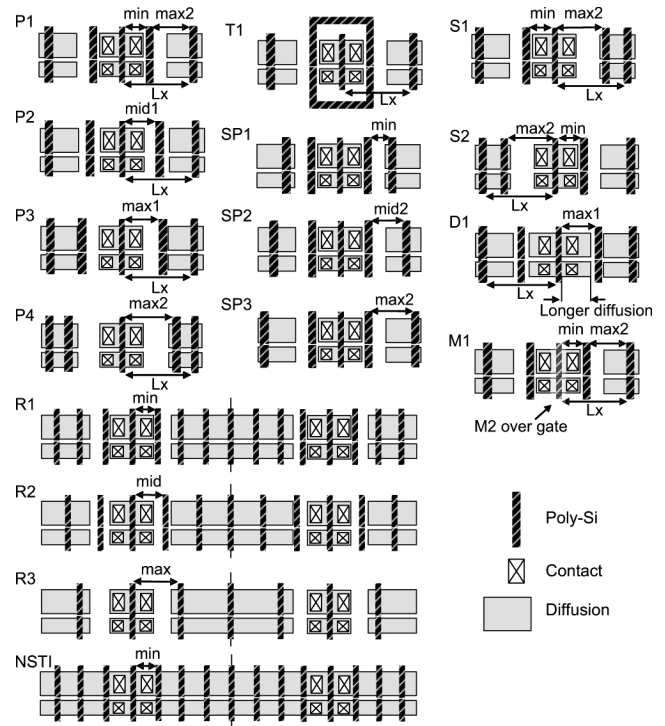 P1
min
max2
Lx
T1
Lx
S1
min
max2
Lx
P2
mid1
Lx
SP1
min
S2
max2
min
Lx
P3
max1
Lx
SP2
mid2
D1
max1
Lx
Longer diffusion
P4
max2
Lx
SP3
max2
M1
min
max2
Lx
M2 over gate
R1
min
R2
mid
R3
max
NSTI
min
Poly-Si
Contact
Diffusion